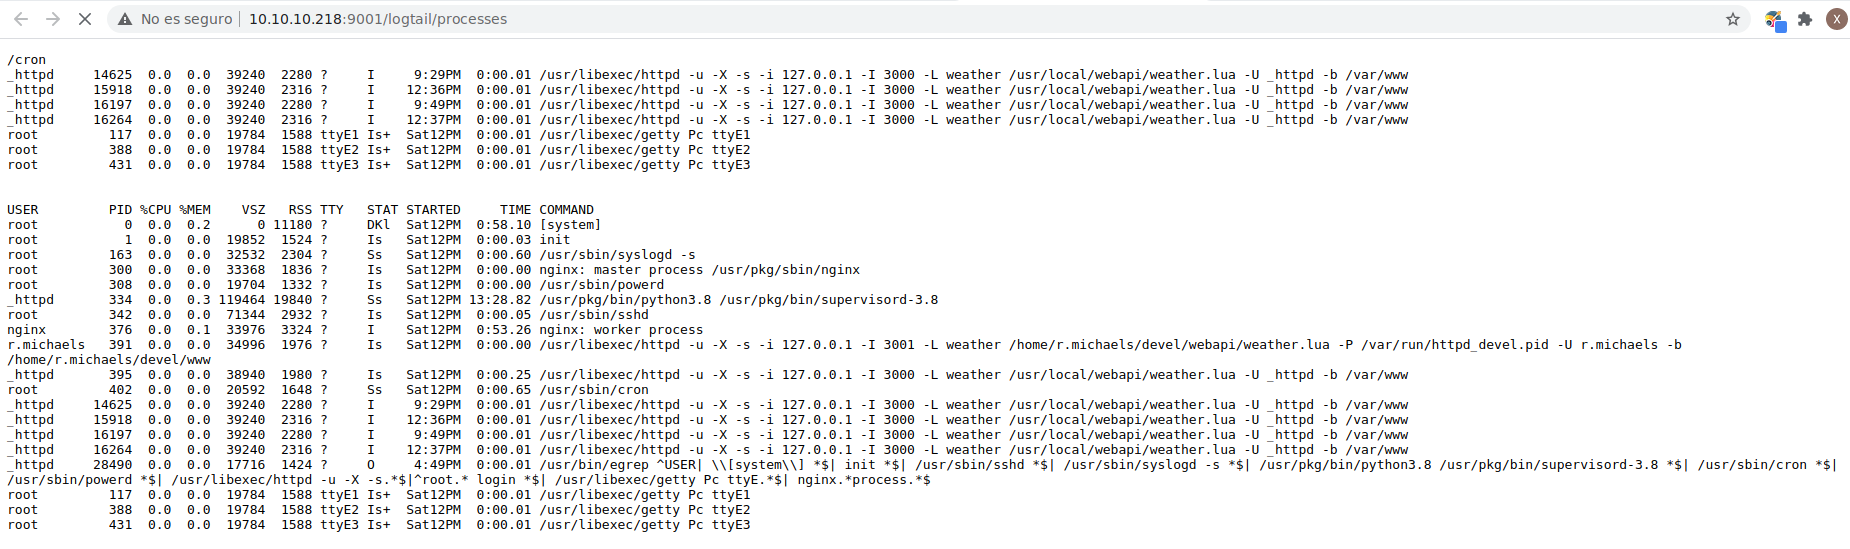 No es seguro | 10.10.10.218:9001/logtail/processes
X
/cron
_httpd     14625  0.0  0.0  39240  2280 ?     I     9:29PM  0:00.01 /usr/libexec/httpd -u -X -s -i 127.0.0.1 -I 3000 -L weather /usr/local/webapi/weather.lua -U _httpd -b /var/www
_httpd     15918  0.0  0.0  39240  2316 ?     I    12:36PM  0:00.01 /usr/libexec/httpd -u -X -s -i 127.0.0.1 -I 3000 -L weather /usr/local/webapi/weather.lua -U _httpd -b /var/www
_httpd     16197  0.0  0.0  39240  2280 ?     I     9:49PM  0:00.01 /usr/libexec/httpd -u -X -s -i 127.0.0.1 -I 3000 -L weather /usr/local/webapi/weather.lua -U _httpd -b /var/www
_httpd     16264  0.0  0.0  39240  2316 ?     I    12:37PM  0:00.01 /usr/libexec/httpd -u -X -s -i 127.0.0.1 -I 3000 -L weather /usr/local/webapi/weather.lua -U _httpd -b /var/www
root         117  0.0  0.0  19784  1588 ttyE1 Is+  Sat12PM  0:00.01 /usr/libexec/getty Pc ttyE1
root         388  0.0  0.0  19784  1588 ttyE2 Is+  Sat12PM  0:00.01 /usr/libexec/getty Pc ttyE2
root         431  0.0  0.0  19784  1588 ttyE3 Is+  Sat12PM  0:00.01 /usr/libexec/getty Pc ttyE3
USER         PID %CPU %MEM    VSZ   RSS TTY   STAT STARTED     TIME COMMAND
root           0  0.0  0.2      0 11180 ?     DKl  Sat12PM  0:58.10 [system]
root           1  0.0  0.0  19852  1524 ?     Is   Sat12PM  0:00.03 init
root         163  0.0  0.0  32532  2304 ?     Ss   Sat12PM  0:00.60 /usr/sbin/syslogd -s
root         300  0.0  0.0  33368  1836 ?     Is   Sat12PM  0:00.00 nginx: master process /usr/pkg/sbin/nginx
root         308  0.0  0.0  19704  1332 ?     Is   Sat12PM  0:00.00 /usr/sbin/powerd
_httpd       334  0.0  0.3 119464 19840 ?     Ss   Sat12PM 13:28.82 /usr/pkg/bin/python3.8 /usr/pkg/bin/supervisord-3.8
root         342  0.0  0.0  71344  2932 ?     Is   Sat12PM  0:00.05 /usr/sbin/sshd
nginx        376  0.0  0.1  33976  3324 ?     I    Sat12PM  0:53.26 nginx: worker process
r.michaels   391  0.0  0.0  34996  1976 ?     Is   Sat12PM  0:00.00 /usr/libexec/httpd -u -X -s -i 127.0.0.1 -I 3001 -L weather /home/r.michaels/devel/webapi/weather.lua -P /var/run/httpd_devel.pid -U r.michaels -b
/home/r.michaels/devel/www
_httpd       395  0.0  0.0  38940  1980 ?     Is   Sat12PM  0:00.25 /usr/libexec/httpd -u -X -s -i 127.0.0.1 -I 3000 -L weather /usr/local/webapi/weather.lua -U _httpd -b /var/www
root         402  0.0  0.0  20592  1648 ?     Ss   Sat12PM  0:00.65 /usr/sbin/cron
_httpd     14625  0.0  0.0  39240  2280 ?     I     9:29PM  0:00.01 /usr/libexec/httpd -u -X -s -i 127.0.0.1 -I 3000 -L weather /usr/local/webapi/weather.lua -U _httpd -b /var/www
_httpd     15918  0.0  0.0  39240  2316 ?     I    12:36PM  0:00.01 /usr/libexec/httpd -u -X -s -i 127.0.0.1 -I 3000 -L weather /usr/local/webapi/weather.lua -U _httpd -b /var/www
_httpd     16197  0.0  0.0  39240  2280 ?     I     9:49PM  0:00.01 /usr/libexec/httpd -u -X -s -i 127.0.0.1 -I 3000 -L weather /usr/local/webapi/weather.lua -U _httpd -b /var/www
_httpd     16264  0.0  0.0  39240  2316 ?     I    12:37PM  0:00.01 /usr/libexec/httpd -u -X -s -i 127.0.0.1 -I 3000 -L weather /usr/local/webapi/weather.lua -U _httpd -b /var/www
_httpd     28490  0.0  0.0  17716  1424 ?     O     4:49PM  0:00.01 /usr/bin/egrep ^USER| \\[system\\] *$| init *$| /usr/sbin/sshd *$| /usr/sbin/syslogd -s *$| /usr/pkg/bin/python3.8 /usr/pkg/bin/supervisord-3.8 *$| /usr/sbin/cron *$|
/usr/sbin/powerd *$| /usr/libexec/httpd -u -X -s.*$|^root.* login *$| /usr/libexec/getty Pc ttyE.*$| nginx.*process.*$
root         117  0.0  0.0  19784  1588 ttyE1 Is+  Sat12PM  0:00.01 /usr/libexec/getty Pc ttyE1
root         388  0.0  0.0  19784  1588 ttyE2 Is+  Sat12PM  0:00.01 /usr/libexec/getty Pc ttyE2
root         431  0.0  0.0  19784  1588 ttyE3 Is+  Sat12PM  0:00.01 /usr/libexec/getty Pc ttyE3